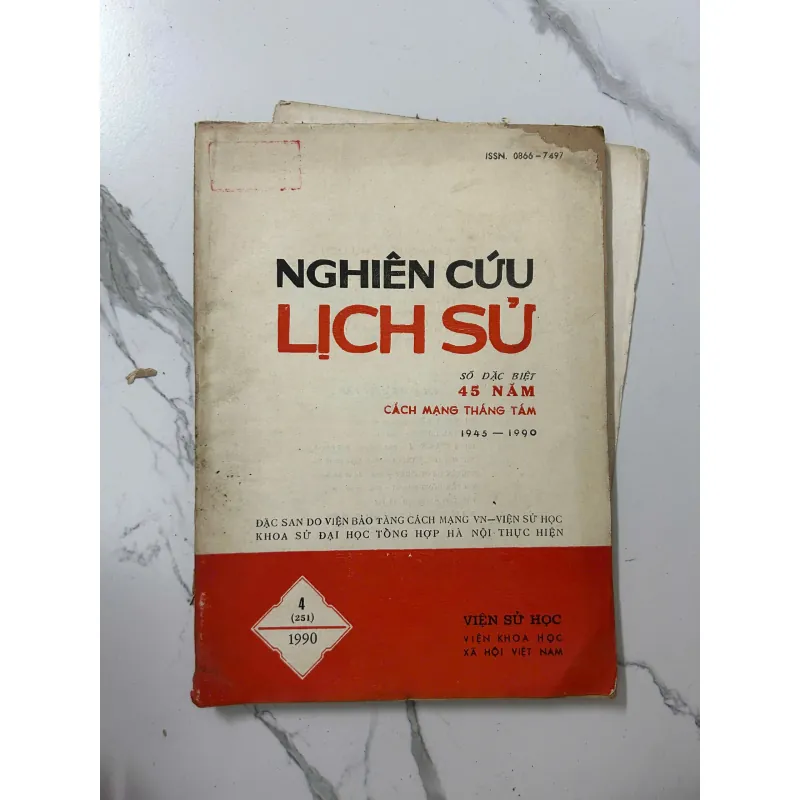 ISSN. 0866-7497
NGHIÊN CỨU
LỊCH SỬ
SỐ ĐẶC BIỆT
45 NĂM
CÁCH MẠNG THÁNG TÁM
1945 — 1990
ĐẶC SAN DO VIỆN BẢO TÀNG CÁCH MẠNG VN—VIỆN SỬ HỌC
KHOA SỬ ĐẠI HỌC TỔNG HỢP HÀ NỘI THỰC HIỆN
4
(251)
1990
VIỆN SỬ HỌC
VIỆN KHOA HỌC
XÃ HỘI VIỆT NAM